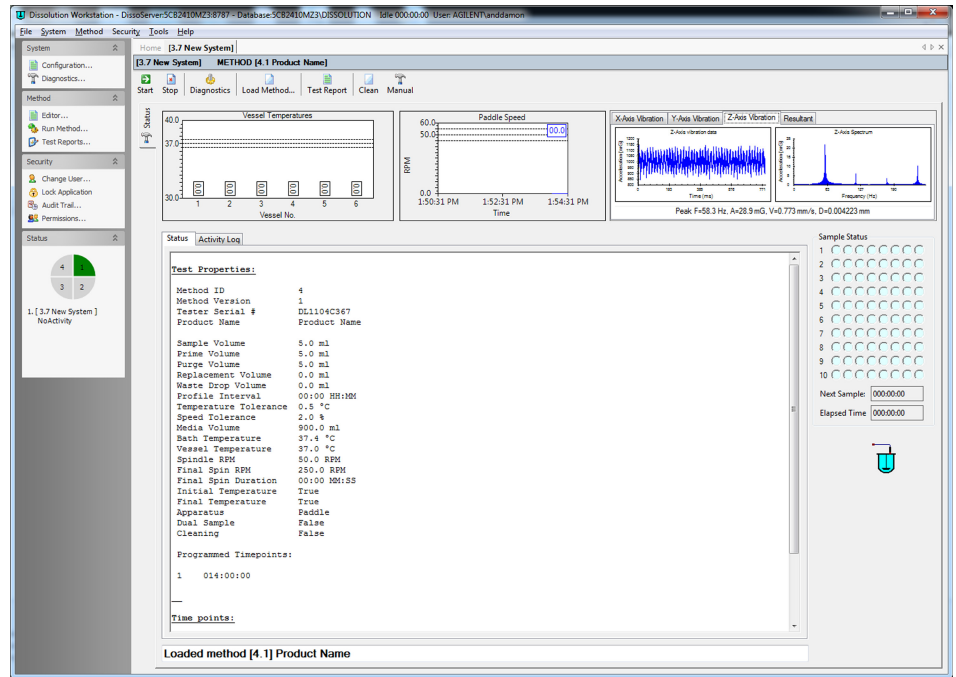 Dissolution Workstation - DissoServer:5CB2410MZ3:8787 - Database:5CB2410MZ3\DISSOLUTION Idle 000:00:00 User: AGILENT\anddamon
File System Method Security Tools Help
System
Configuration...
Diagnostics...
Method
Editor...
Run Method...
Test Reports...
Security
Change User...
Lock Application
Audit Trail...
Permissions...
Status
4 1
3 2
1. [ 3.7 New System ]
NoActivity
Home [3.7 New System]
[3.7 New System] METHOD [4.1 Product Name]
Start Stop Diagnostics Load Method... Test Report Clean Manual
Status
Vessel Temperatures
40.0
37.0
30.0
1 2 3 4 5 6
Vessel No.
Paddle Speed
60.0
50.0
00.0
RPM
0.0
1:50:31 PM 1:52:31 PM 1:54:31 PM
Time
X-Axis Vibration Y-Axis Vibration Z-Axis Vibration Resultant
Z-Axis vibration data
Acceleration (mG)
Time (ms)
Z-Axis Spectrum
Acceleration (mG)
Frequency (Hz)
Peak F=58.3 Hz, A=28.9 mG, V=0.773 mm/s, D=0.004223 mm
Status Activity Log
Test Properties:
Method ID 4
Method Version 1
Tester Serial # DL1104C367
Product Name Product Name
Sample Volume 5.0 ml
Prime Volume 5.0 ml
Purge Volume 5.0 ml
Replacement Volume 0.0 ml
Waste Drop Volume 0.0 ml
Profile Interval 00:00 HH:MM
Temperature Tolerance 0.5 °C
Speed Tolerance 2.0 %
Media Volume 900.0 ml
Bath Temperature 37.4 °C
Vessel Temperature 37.0 °C
Spindle RPM 50.0 RPM
Final Spin RPM 250.0 RPM
Final Spin Duration 00:00 MM:SS
Initial Temperature True
Final Temperature True
Apparatus Paddle
Dual Sample False
Cleaning False
Programmed Timepoints:
1 014:00:00
Time points:
Loaded method [4.1] Product Name
Sample Status
1
2
3
4
5
6
7
8
9
10
Next Sample: 000:00:00
Elapsed Time 000:00:00